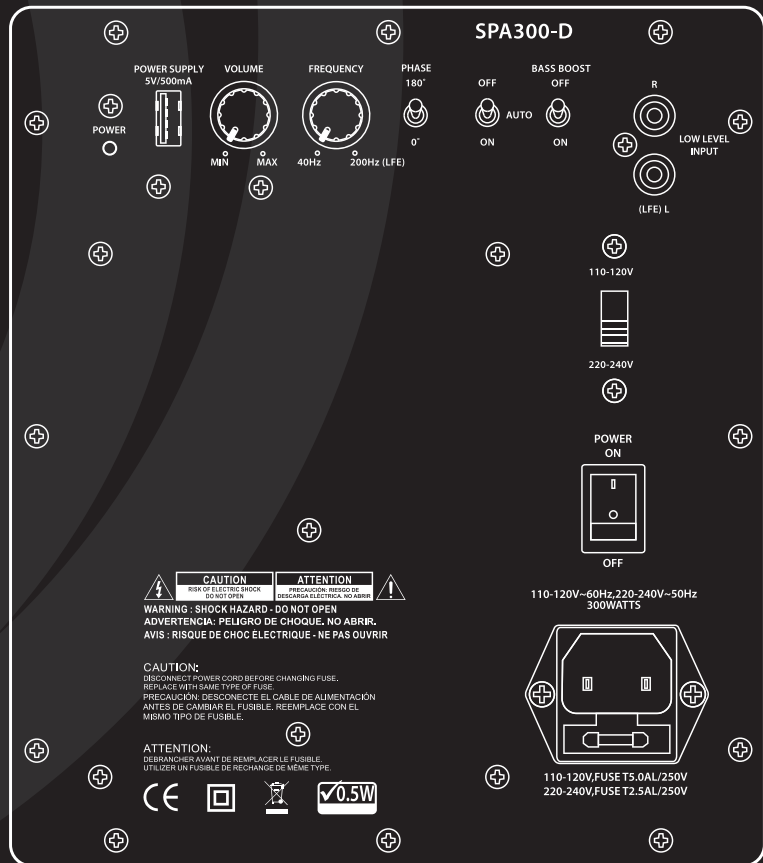 SPA300-D
POWER SUPPLY
5V/500mA
POWER
VOLUME
MIN
MAX
FREQUENCY
40Hz
200Hz (LFE)
PHASE
180°
0°
OFF
AUTO
ON
BASS BOOST
OFF
ON
R
LOW LEVEL
INPUT
(LFE) L
110-120V
220-240V
POWER
ON
OFF
110-120V~60Hz,220-240V~50Hz
300WATTS
110-120V,FUSE T5.0AL/250V
220-240V,FUSE T2.5AL/250V
CAUTION
RISK OF ELECTRIC SHOCK
DO NOT OPEN
ATTENTION
PRECAUCIÓN: RIESGO DE
DESCARGA ELÉCTRICA. NO ABRIR
WARNING : SHOCK HAZARD - DO NOT OPEN
ADVERTENCIA: PELIGRO DE CHOQUE. NO ABRIR.
AVIS : RISQUE DE CHOC ÉLECTRIQUE - NE PAS OUVRIR
CAUTION:
DISCONNECT POWER CORD BEFORE CHANGING FUSE.
REPLACE WITH SAME TYPE OF FUSE.
PRECAUCIÓN: DESCONECTE EL CABLE DE ALIMENTACIÓN
ANTES DE CAMBIAR EL FUSIBLE. REEMPLACE CON EL
MISMO TIPO DE FUSIBLE.
ATTENTION:
DEBRANCHER AVANT DE REMPLACER LE FUSIBLE.
UTILIZER UN FUSIBLE DE RECHANGE DE MÊME TYPE.
CE
✓0.5W